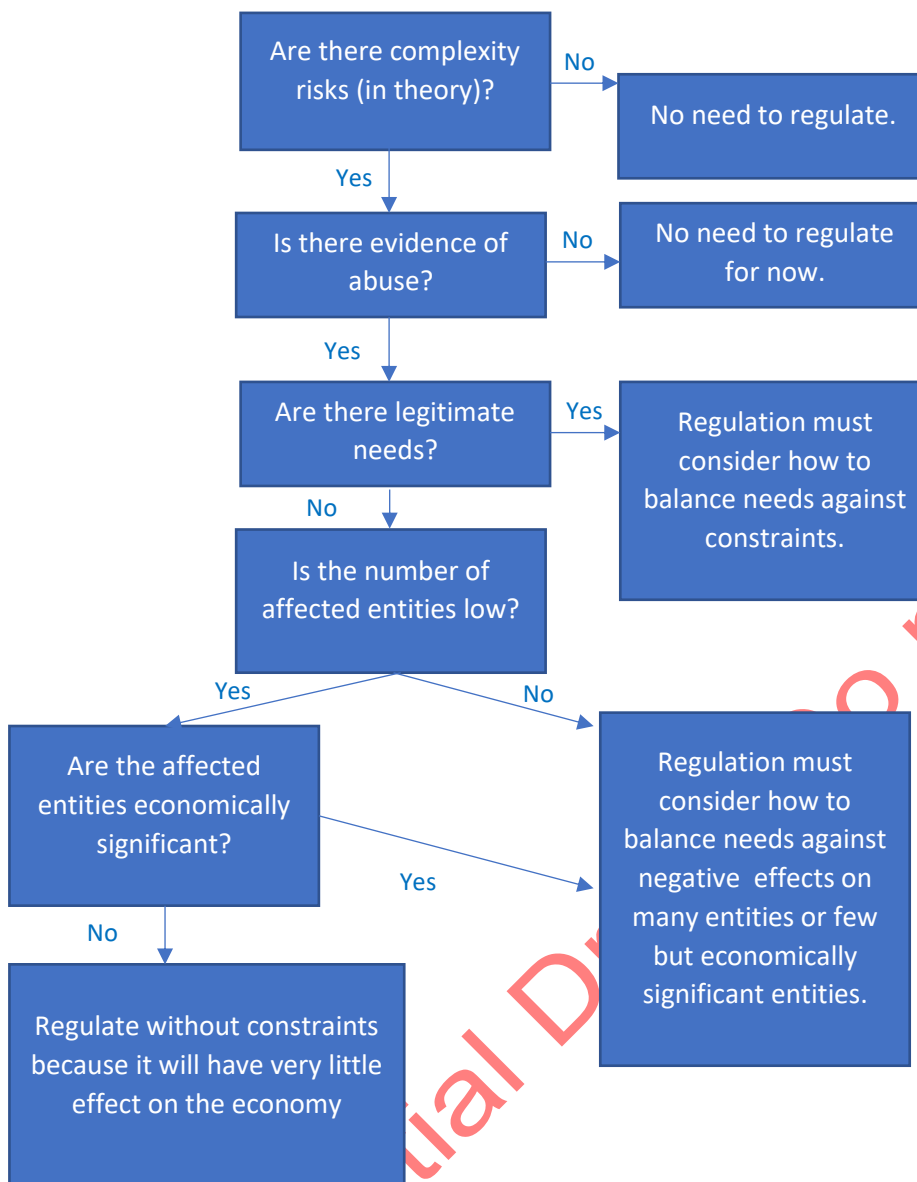 Are there complexity
risks (in theory)?
No
No need to regulate.
Yes
Is there evidence of
abuse?
No
No need to regulate
for now.
Yes
Are there legitimate
needs?
Yes
Regulation must
consider how to
balance needs against
constraints.
No
Is the number of
affected entities low?
Yes
No
Are the affected
entities economically
significant?
Yes
Regulation must
consider how to
balance needs against
negative effects on
many entities or few
but economically
significant entities.
No
Regulate without constraints
because it will have very little
effect on the economy